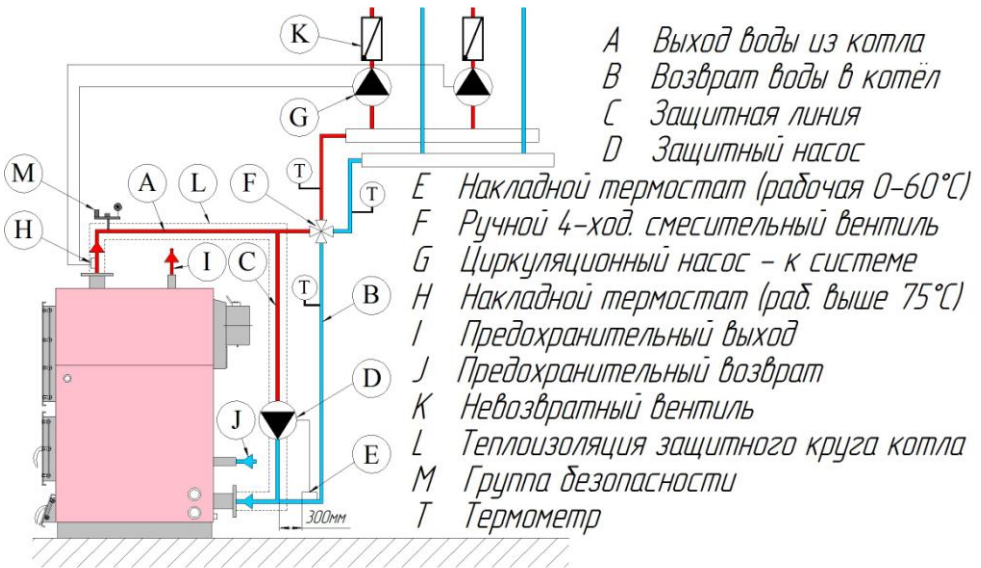 K
G
T
M
A
L
F
T
H
I
C
T
B
D
J
E
300мм
A Выход воды из котла
B Возврат воды в котёл
C Защитная линия
D Защитный насос
E Накладной термостат (рабочая 0-60°C)
F Ручной 4-ход. смесительный вентиль
G Циркуляционный насос - к системе
H Накладной термостат (раб. выше 75°C)
I Предохранительный выход
J Предохранительный возврат
K Невозвратный вентиль
L Теплоизоляция защитного круга котла
M Группа безопасности
T Термометр